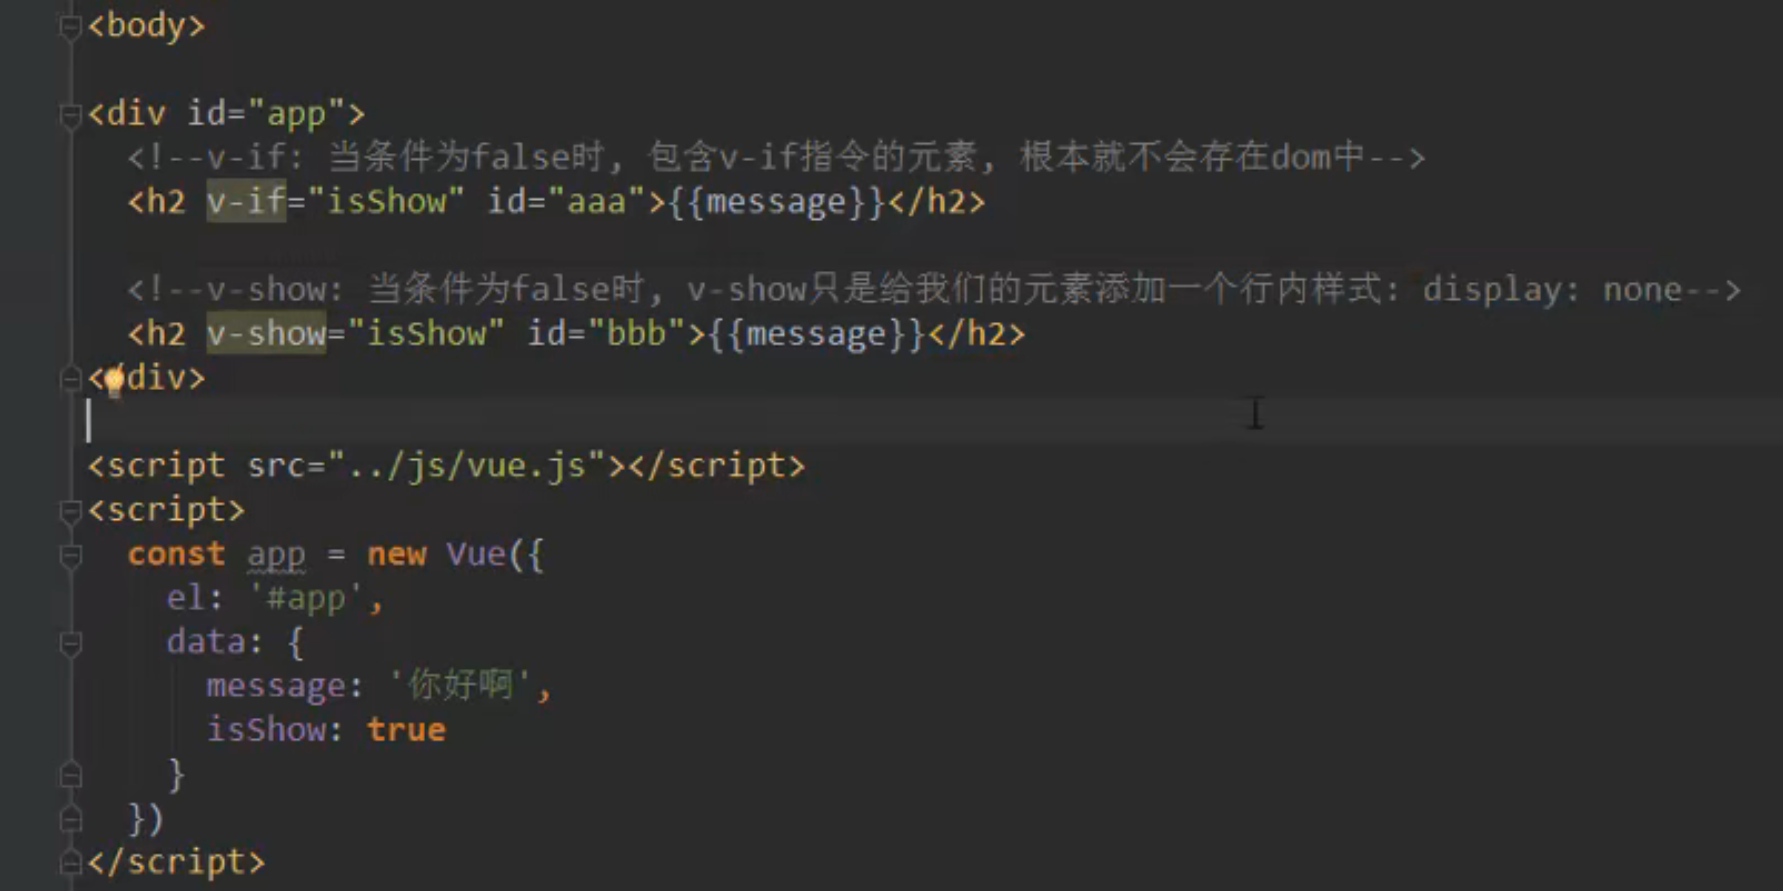 <body>
<div id="app">
<!--v-if: 当条件为false时, 包含v-if指令的元素, 根本就不会存在dom中-->
<h2 v-if="isShow" id="aaa">{{message}}</h2>
<!--v-show: 当条件为false时, v-show只是给我们的元素添加一个行内样式: display: none-->
<h2 v-show="isShow" id="bbb">{{message}}</h2>
</div>
<script src="../js/vue.js"></script>
<script>
const app = new Vue({
el: '#app',
data: {
message: '你好啊',
isShow: true
}
})
</script>